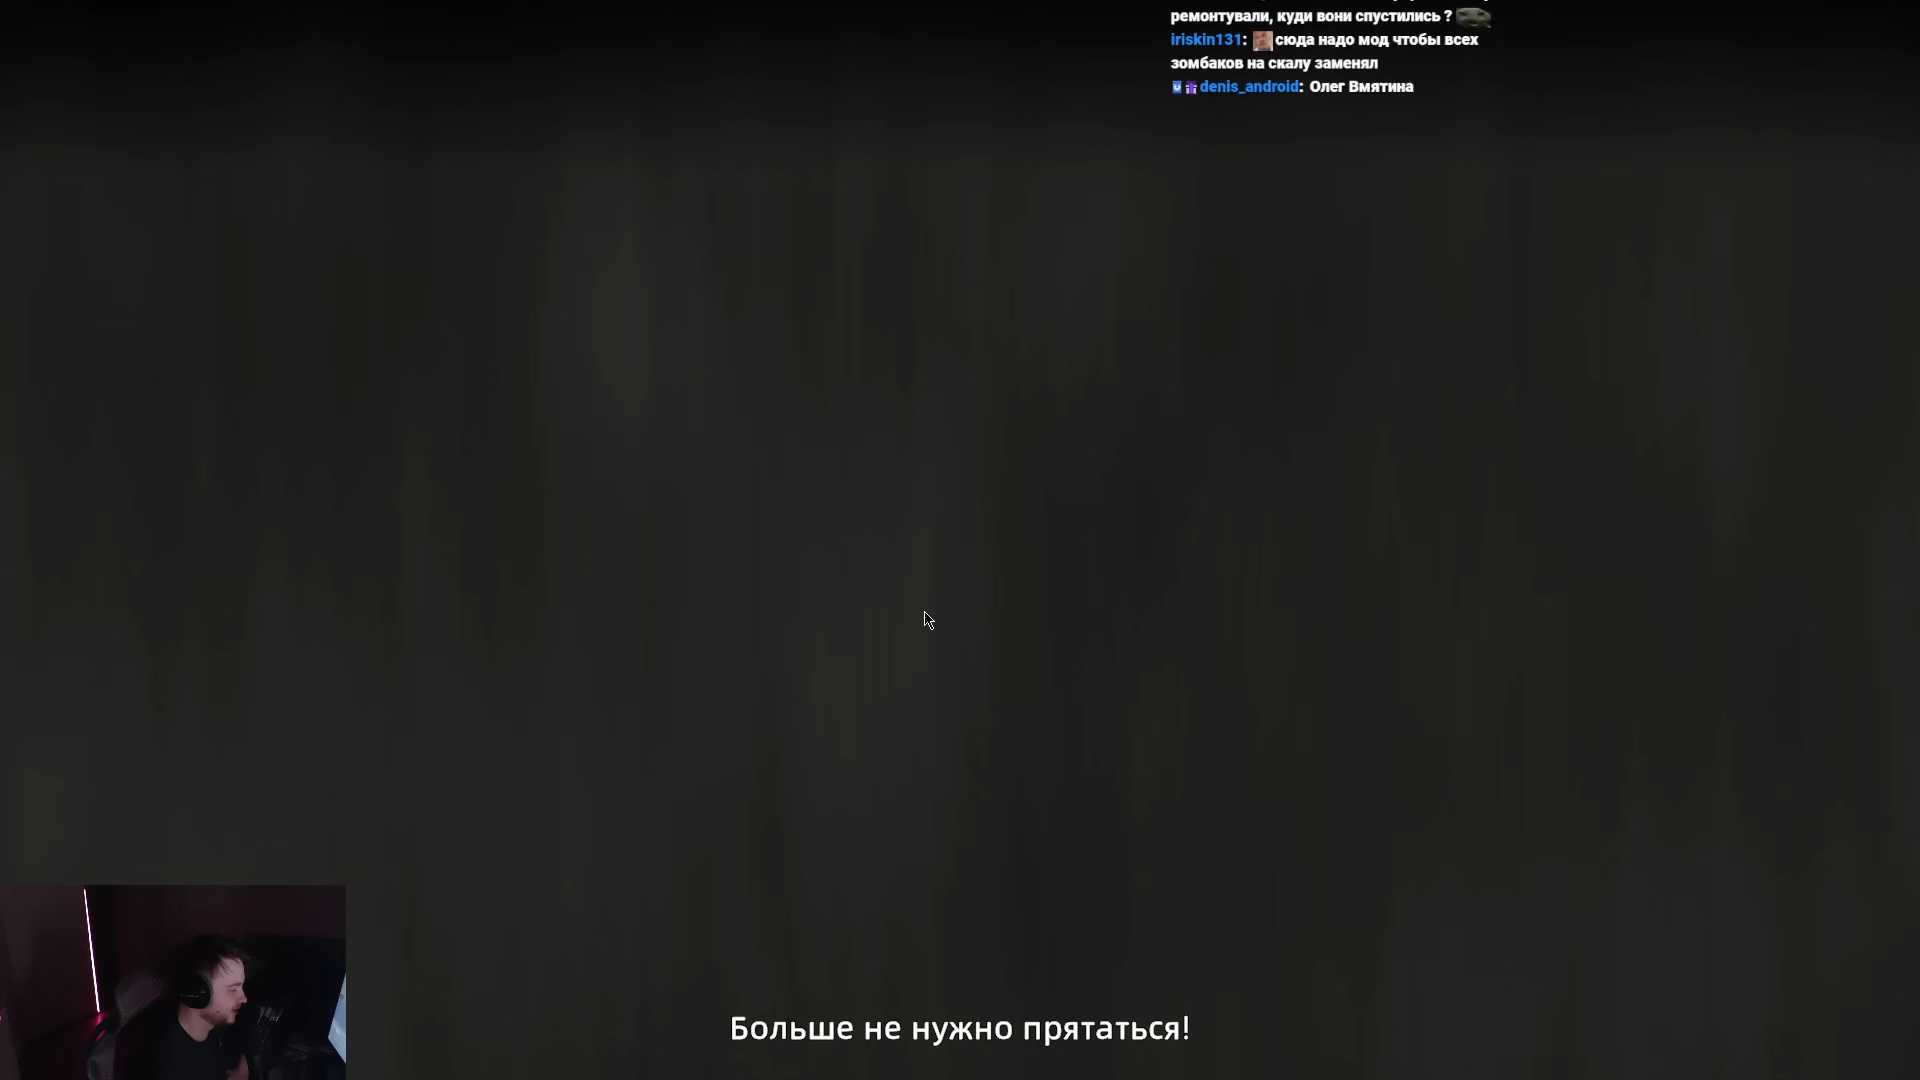 ремонтували, куди вони спустились ?
iriskin131: сюда надо мод чтобы всех
зомбаков на скалу заменял
denis_android: Олег Вмятина
Больше не нужно прятаться!